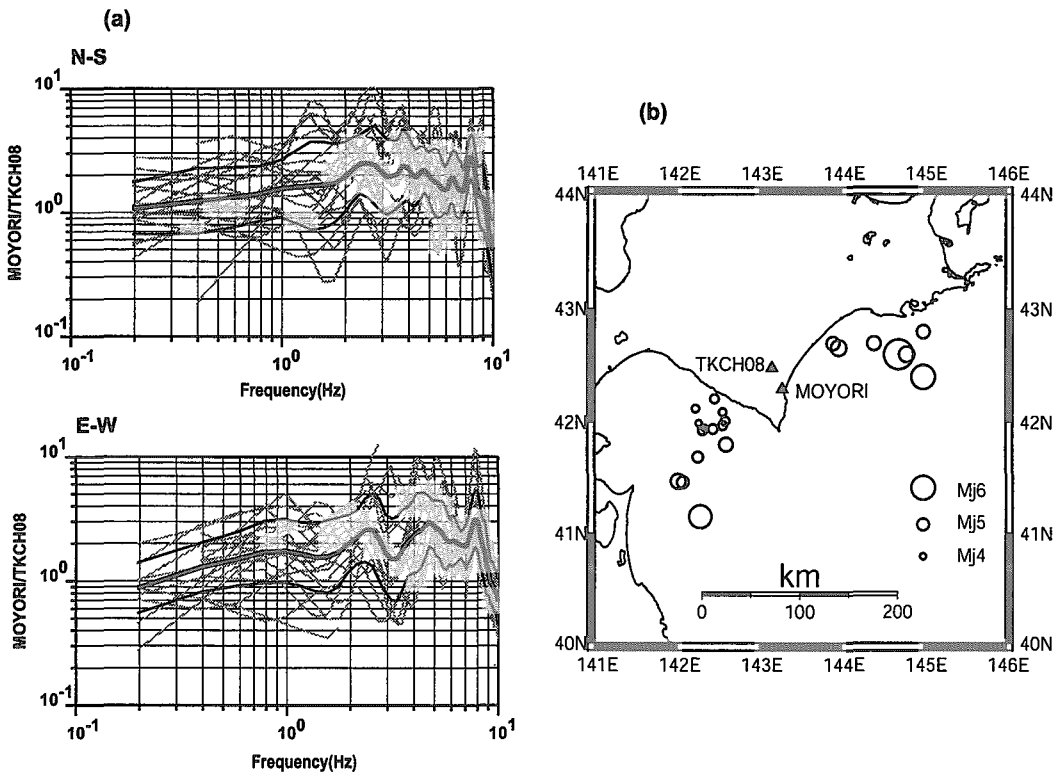 (a)
N-S
10^1
10^0
10^-1
MOYORI/TKCH08
10^-1
10^0
10^1
Frequency(Hz)
E-W
10^1
10^0
10^-1
MOYORI/TKCH08
10^-1
10^0
10^1
Frequency(Hz)
(b)
141E 142E 143E 144E 145E 146E
44N 44N
43N 43N
42N 42N
41N 41N
40N 40N
TKCH08
MOYORI
Mj6
Mj5
Mj4
km
0 100 200
141E 142E 143E 144E 145E 146E